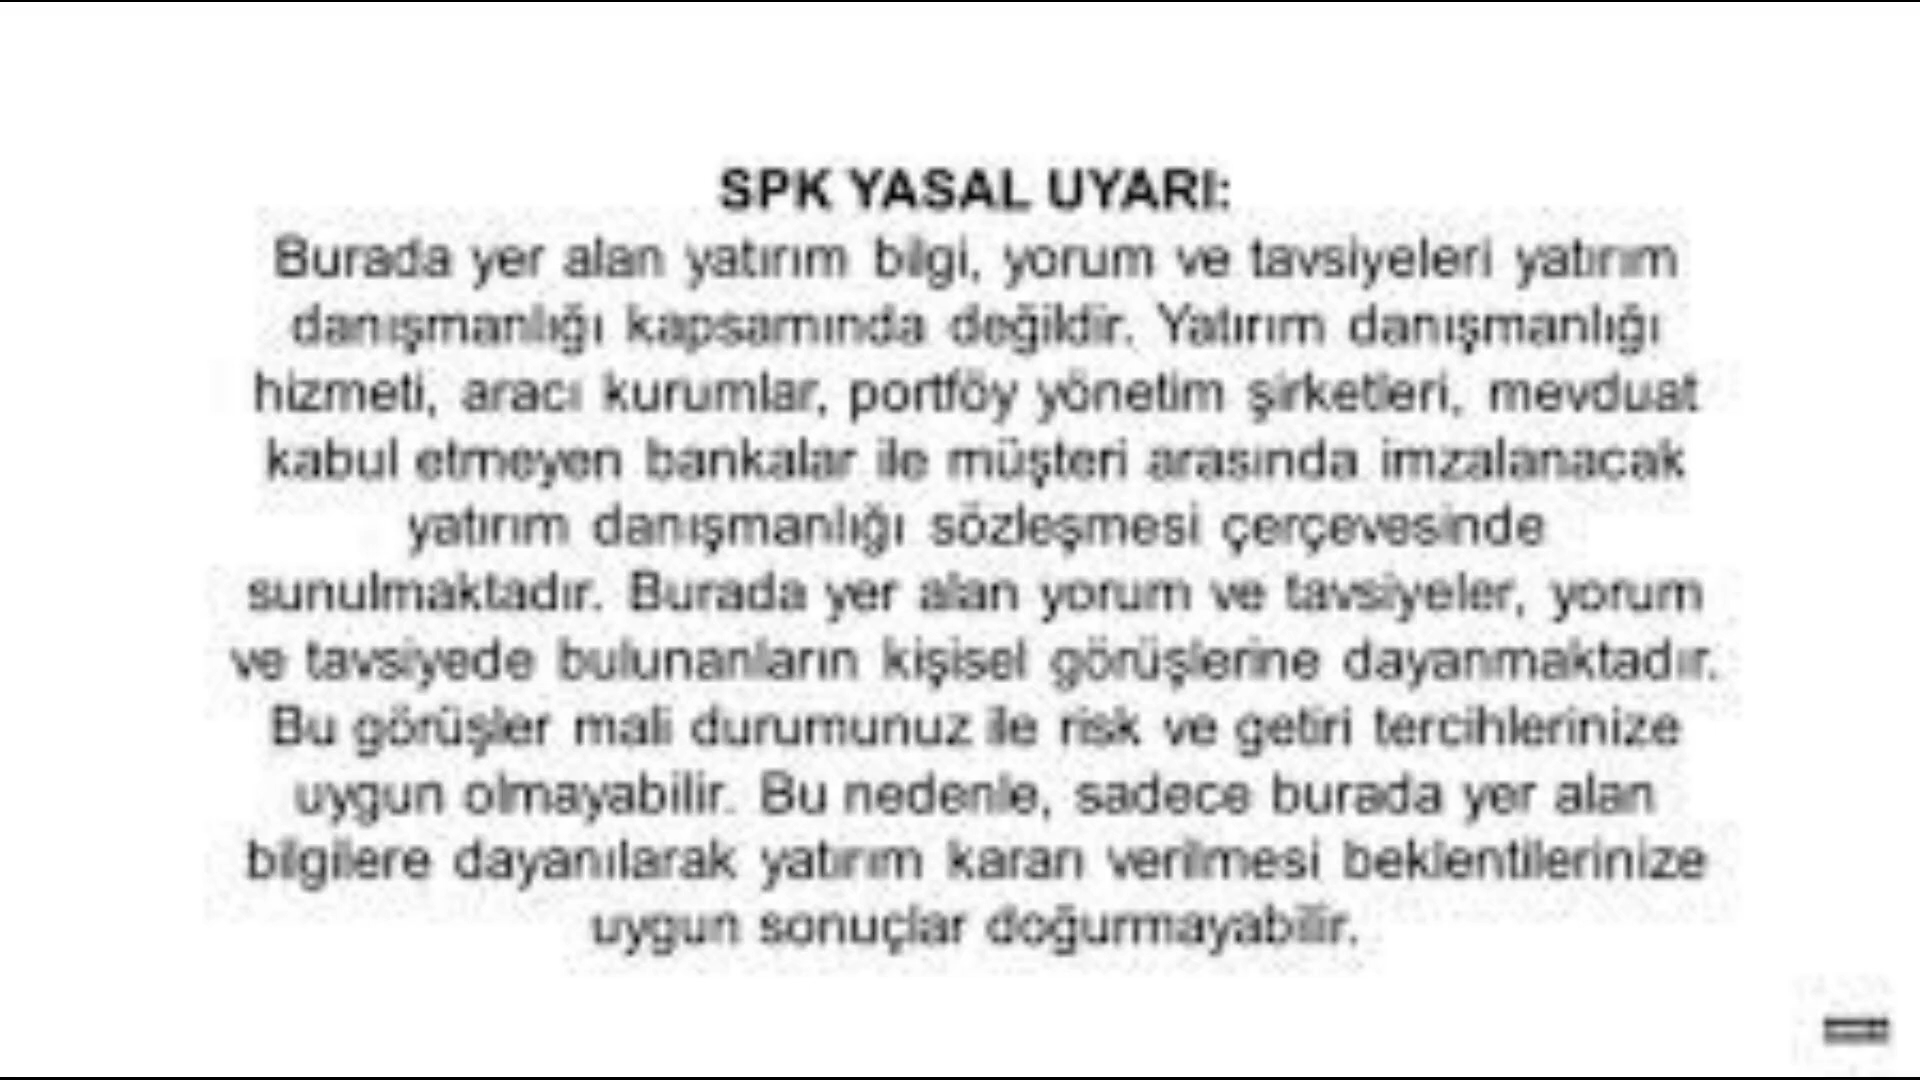 SPK YASAL UYARI:
Burada yer alan yatırım bilgi, yorum ve tavsiyeleri yatırım
danışmanlığı kapsamında değildir. Yatırım danışmanlığı
hizmeti, aracı kurumlar, portföy yönetim şirketleri, mevduat
kabul etmeyen bankalar ile müşteri arasında imzalanacak
yatırım danışmanlığı sözleşmesi çerçevesinde
sunulmaktadır. Burada yer alan yorum ve tavsiyeler, yorum
ve tavsiyede bulunanların kişisel görüşlerine dayanmaktadır.
Bu görüşler mali durumunuz ile risk ve getiri tercihlerinize
uygun olmayabilir. Bu nedenle, sadece burada yer alan
bilgilere dayanılarak yatırım kararı verilmesi beklentilerinize
uygun sonuçlar doğurmayabilir.